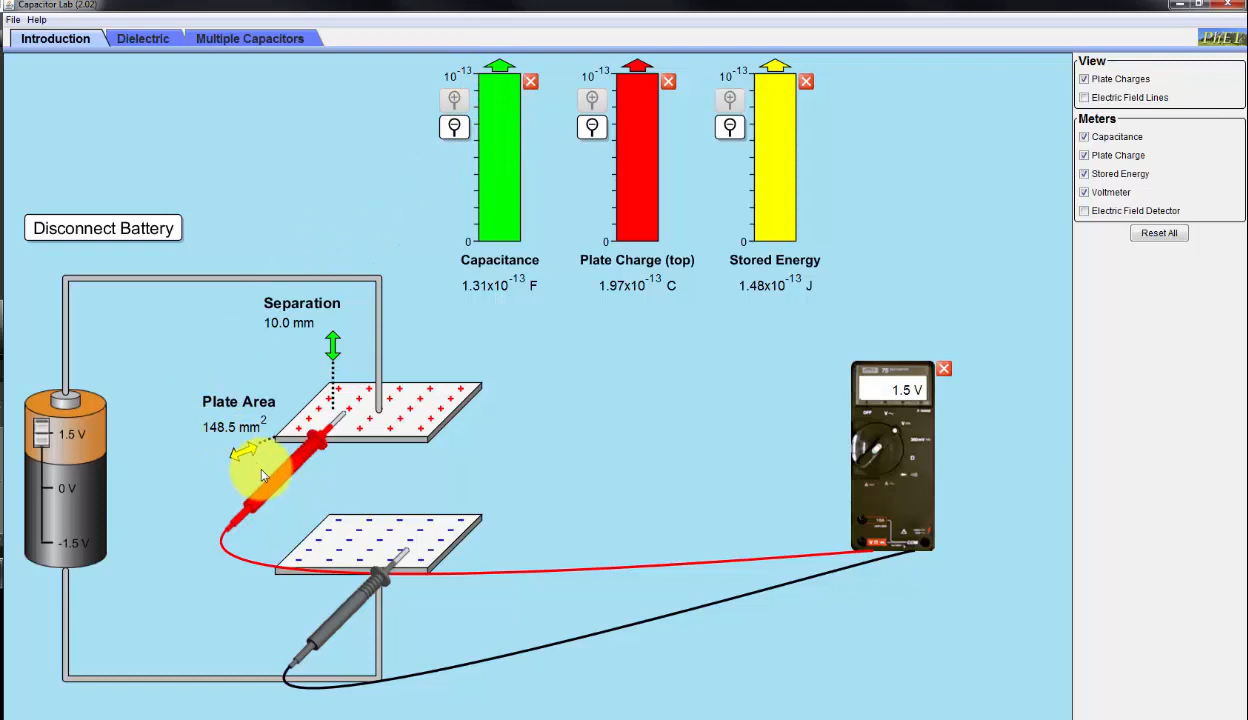 Capacitor Lab (2.02)
File Help
Introduction Dielectric Multiple Capacitors
PhET
View
Plate Charges
Electric Field Lines
Meters
Capacitance
Plate Charge
Stored Energy
Voltmeter
Electric Field Detector
Reset All
10-13
0
Capacitance
1.31x10-13 F
10-13
0
Plate Charge (top)
1.97x10-13 C
10-13
0
Stored Energy
1.48x10-13 J
Disconnect Battery
Separation
10.0 mm
Plate Area
148.5 mm2
1.5 V
0 V
-1.5 V
1.5 V
OFF